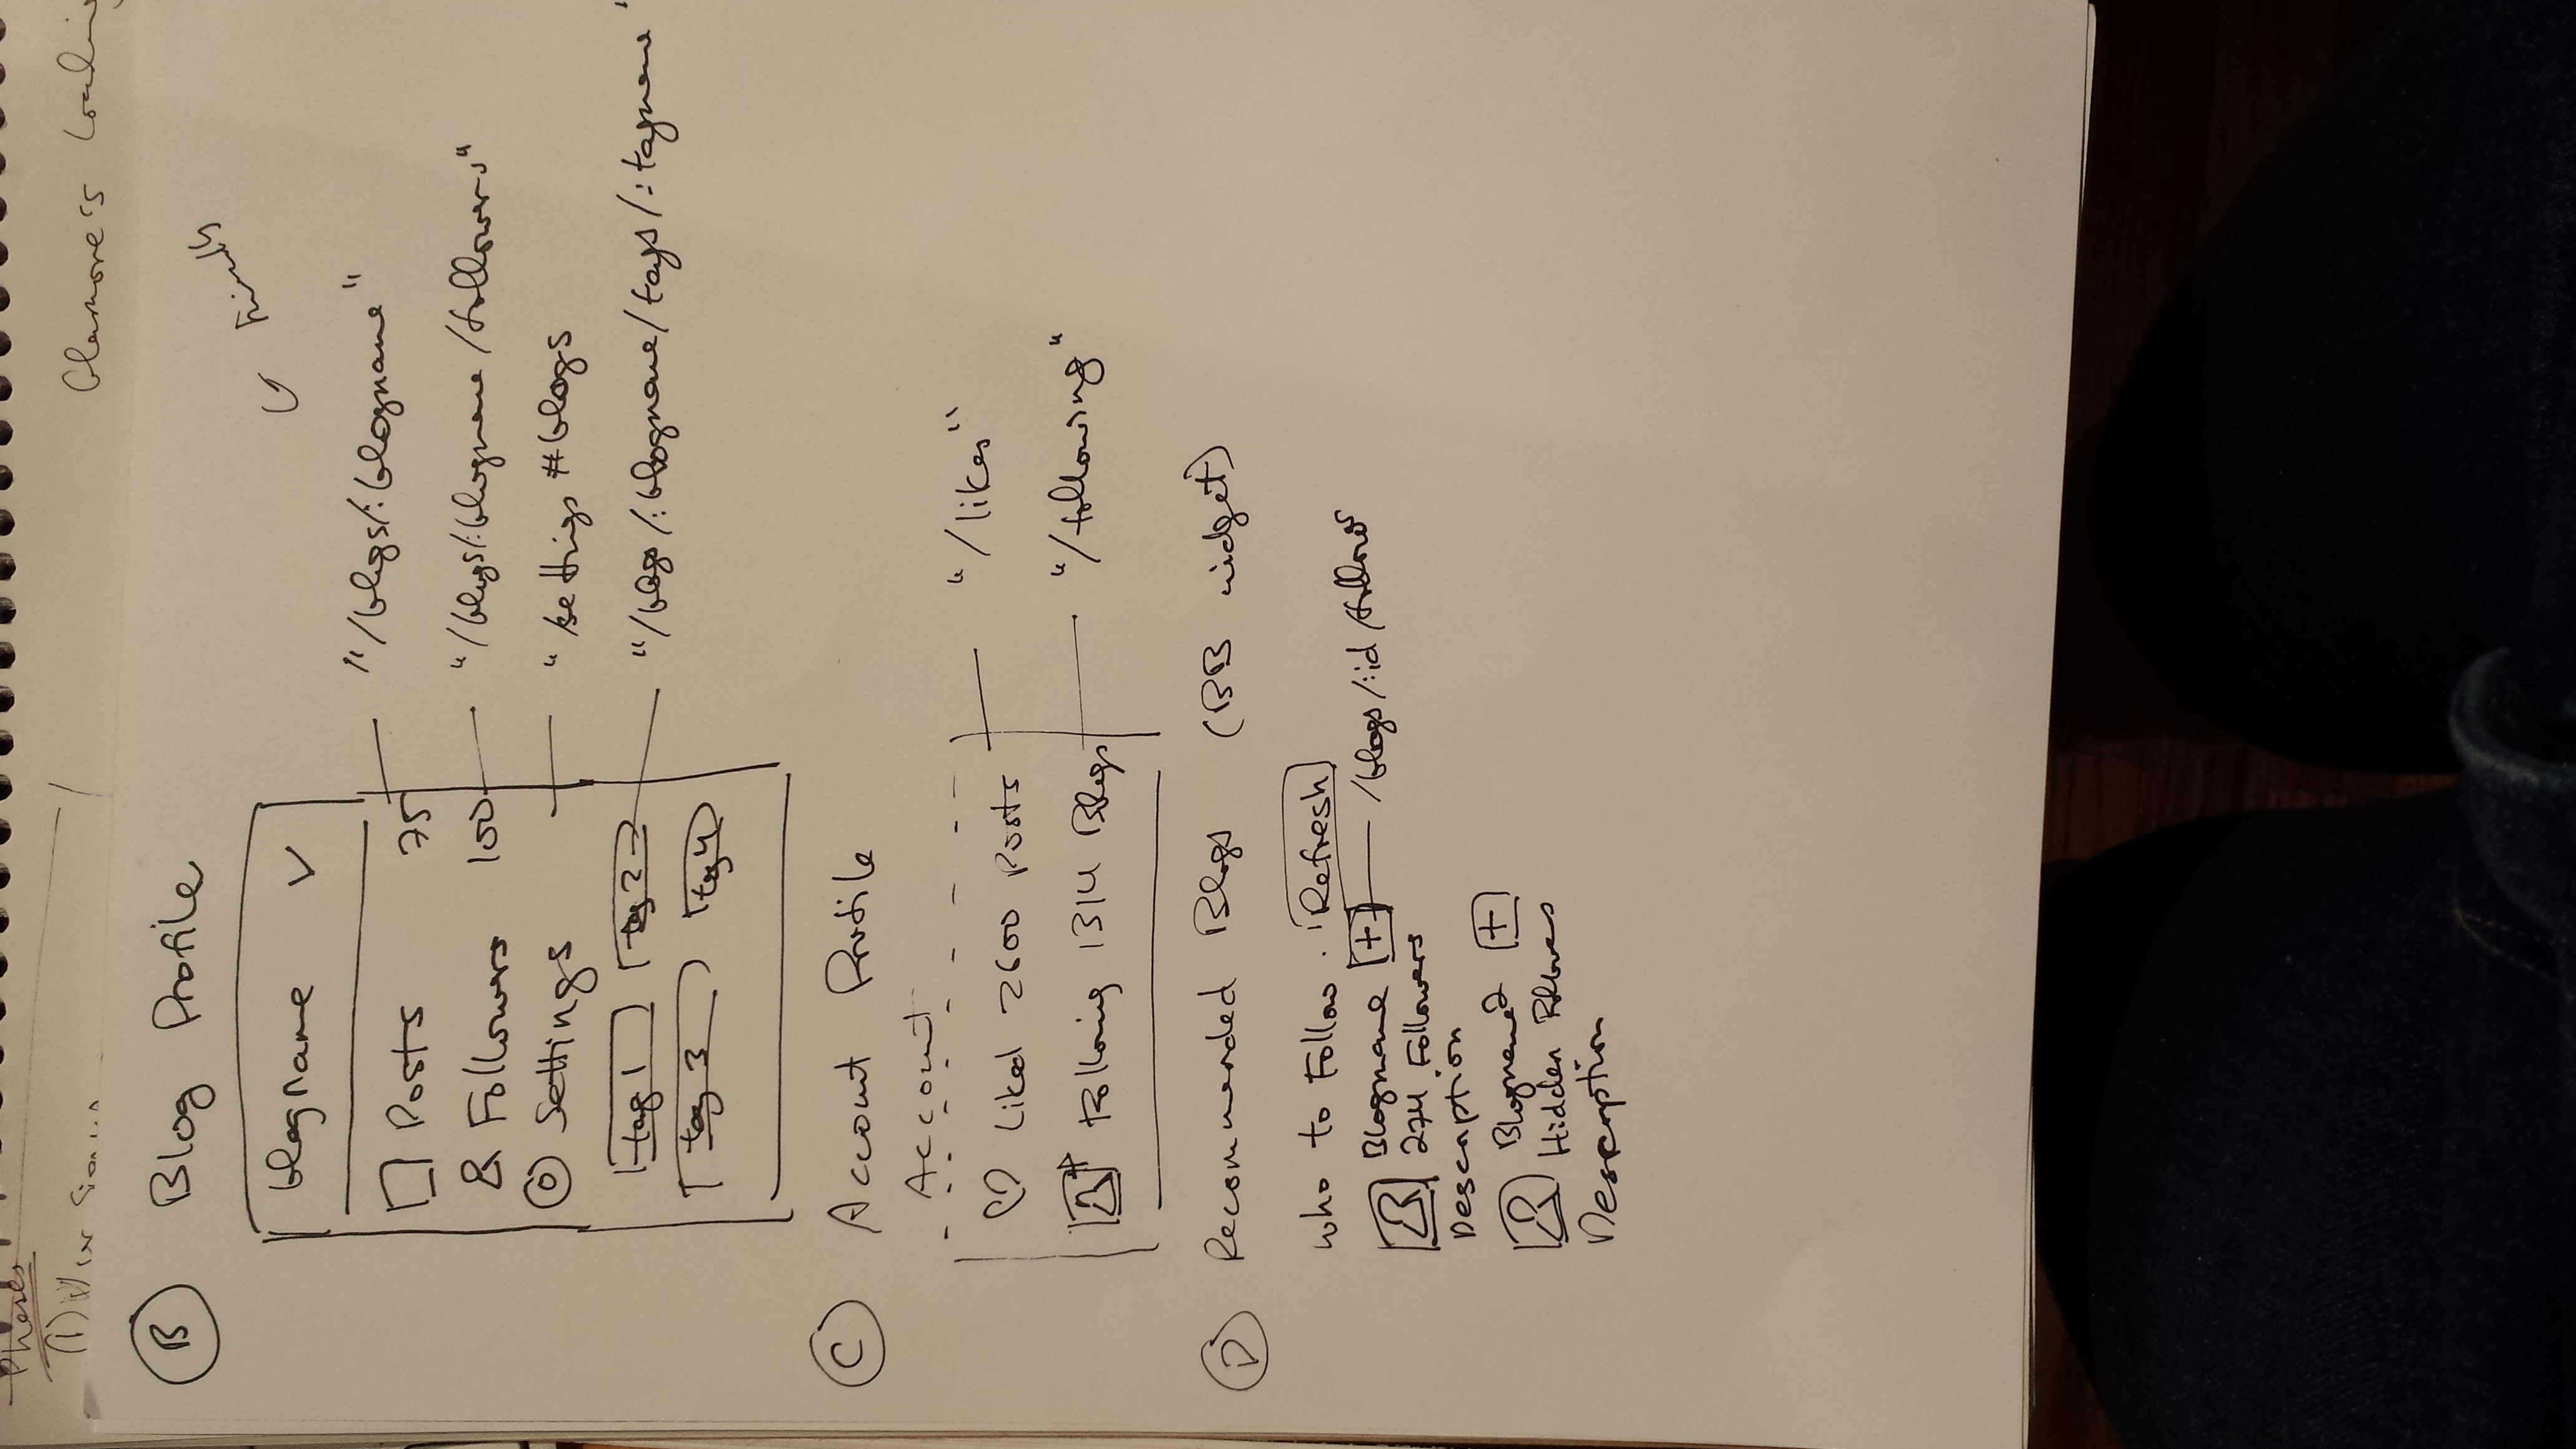 Phases
(1) User
Loading
B Blog Profile
Friendly
blogname
Posts 75 "/blogs/:blogname"
& Followers 100 "/blogs/:blogname/followers"
Settings "/settings #blogs
tag 1 tag 2 "/blogs/:blogname/tags/:tagname"
tag 3 tag 4
C Account Profile
Account
Liked 2600 Posts "/likes"
Following 1314 Blogs "/following"
D Recommended Blogs (BB widget)
Who to Follow. Refresh
Blogname + /blogs/:id/follows
274 Followers
Description
Blogname2 +
Hidden Followers
Description